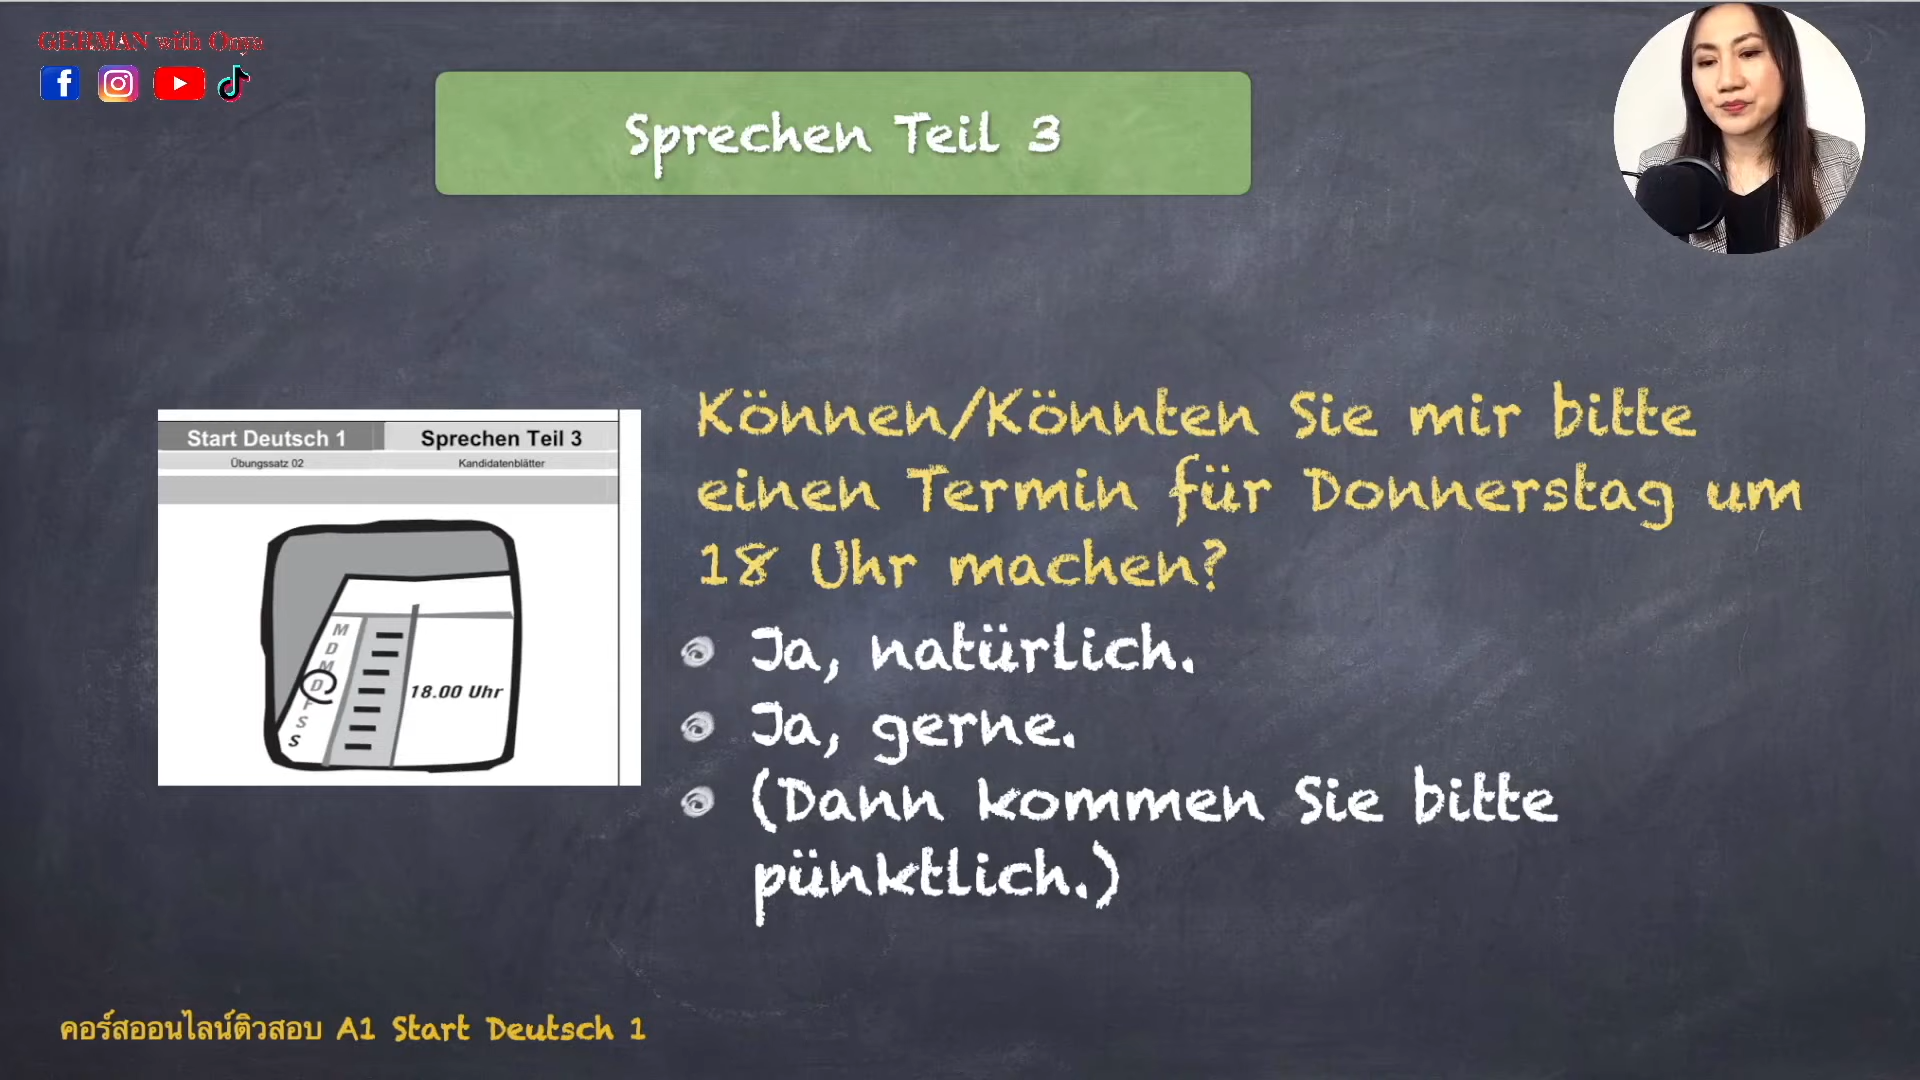 GERMAN with Onya
Sprechen Teil 3
Start Deutsch 1
Sprechen Teil 3
Übungssatz 02
Kandidatenblätter
M
D
M
D
F
S
S
18.00 Uhr
Können/Könnten Sie mir bitte
einen Termin für Donnerstag um
18 Uhr machen?
Ja, natürlich.
Ja, gerne.
(Dann kommen Sie bitte
pünktlich.)
คอร์สออนไลน์ติวสอบ A1 Start Deutsch 1